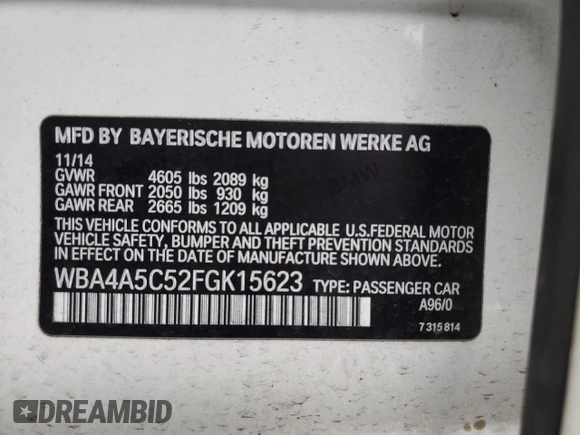 MFD BY BAYERISCHE MOTOREN WERKE AG
11/14
GVWR 4605 lbs 2089 kg
GAWR FRONT 2050 lbs 930 kg
GAWR REAR 2665 lbs 1209 kg
THIS VEHICLE CONFORMS TO ALL APPLICABLE U.S.FEDERAL MOTOR
VEHICLE SAFETY, BUMPER AND THEFT PREVENTION STANDARDS
IN EFFECT ON THE DATE OF MANUFACTURE SHOWN ABOVE.
WBA4A5C52FGK15623 TYPE: PASSENGER CAR
A96/0
7 315 814
DREAMBID